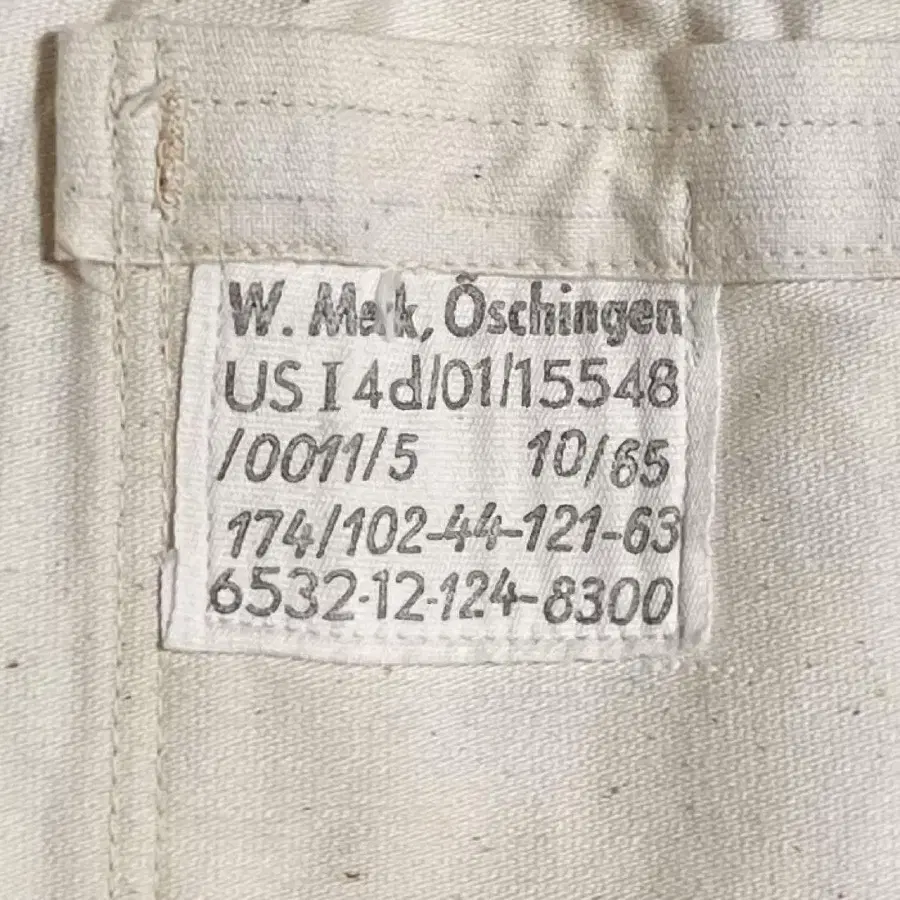 W. Merk, Öschingen
US I 4d/01/15548
/0011/5 10/65
174/102-44-121-63
6532-12-124-8300